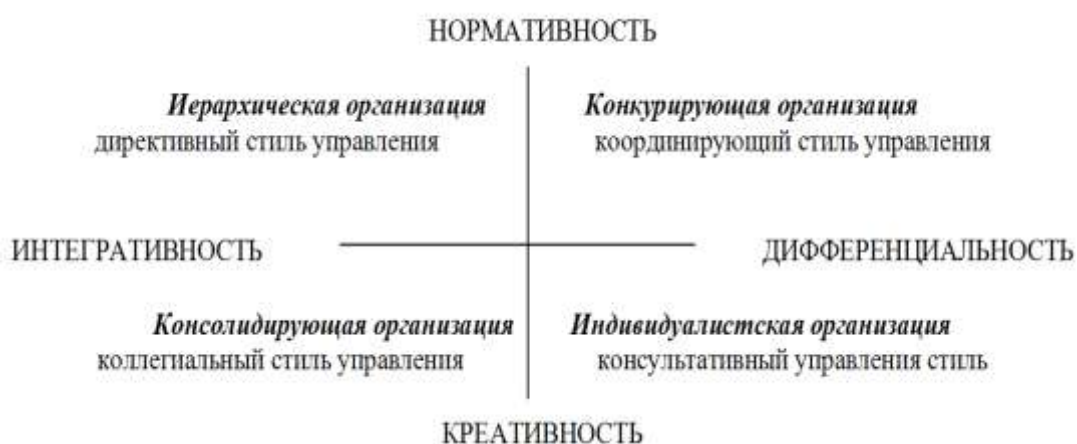 НОРМАТИВНОСТЬ
Иерархическая организация
директивный стиль управления
Конкурирующая организация
координирующий стиль управления
ИНТЕГРАТИВНОСТЬ
ДИФФЕРЕНЦИАЛЬНОСТЬ
Консолидирующая организация
коллегиальный стиль управления
Индивидуалистская организация
консультативный управления стиль
КРЕАТИВНОСТЬ